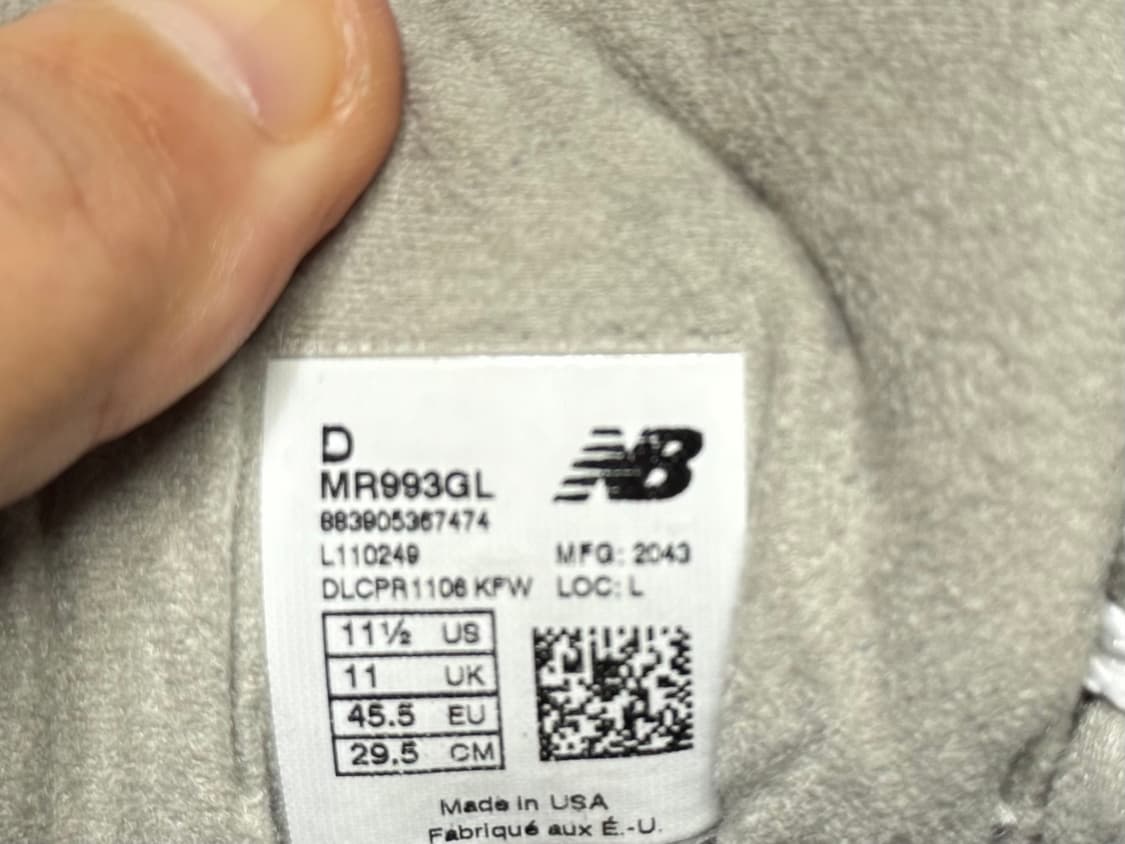 D
MR993GL
NB
883905367474
L110249 MFG: 2043
DLCPR1106 KFW LOC: L
11½ US
11 UK
45.5 EU
29.5 CM
Made in USA
Fabriqué aux É.-U.